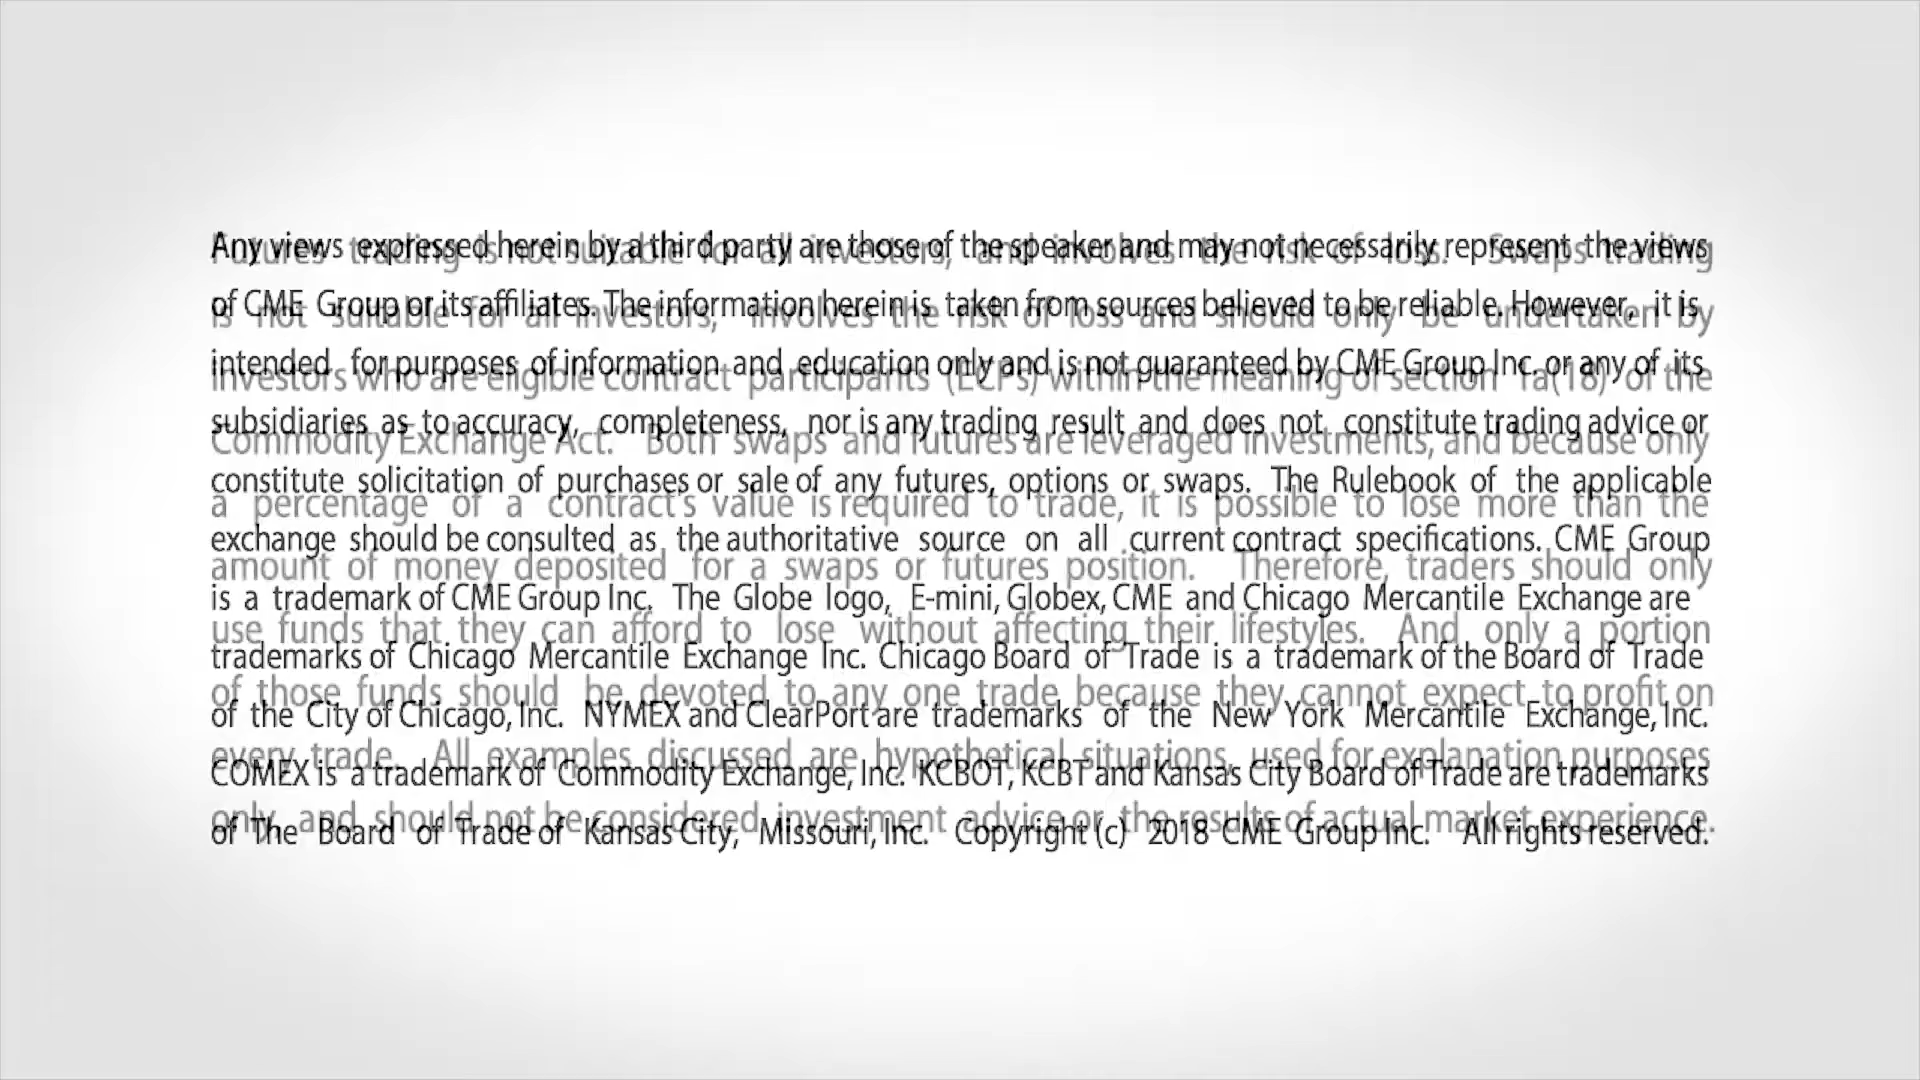 Any views expressed herein by a third party are those of the speaker and may not necessarily represent the views
Futures trading is not suitable for all investors, and involves the risk of loss. Swaps trading
of CME Group or its affiliates. The information herein is taken from sources believed to be reliable. However, it is
is not suitable for all investors, involves the risk of loss and should only be undertaken by
intended for purposes of information and education only and is not guaranteed by CME Group Inc. or any of its
investors who are eligible contract participants (ECPs) within the meaning of section 1a(18) of the
subsidiaries as to accuracy, completeness, nor is any trading result and does not constitute trading advice or
Commodity Exchange Act. Both swaps and futures are leveraged investments, and because only
constitute solicitation of purchases or sale of any futures, options or swaps. The Rulebook of the applicable
a percentage of a contract's value is required to trade, it is possible to lose more than the
exchange should be consulted as the authoritative source on all current contract specifications. CME Group
amount of money deposited for a swaps or futures position. Therefore, traders should only
is a trademark of CME Group Inc. The Globe logo, E-mini, Globex, CME and Chicago Mercantile Exchange are
use funds that they can afford to lose without affecting their lifestyles. And only a portion
trademarks of Chicago Mercantile Exchange Inc. Chicago Board of Trade is a trademark of the Board of Trade
of those funds should be devoted to any one trade because they cannot expect to profit on
of the City of Chicago, Inc. NYMEX and ClearPort are trademarks of the New York Mercantile Exchange, Inc.
every trade. All examples discussed are hypothetical situations, used for explanation purposes
COMEX is a trademark of Commodity Exchange, Inc. KCBOT, KCBT and Kansas City Board of Trade are trademarks
only, and should not be considered investment advice or the results of actual market experience.
of The Board of Trade of Kansas City, Missouri, Inc. Copyright (c) 2018 CME Group Inc. All rights reserved.